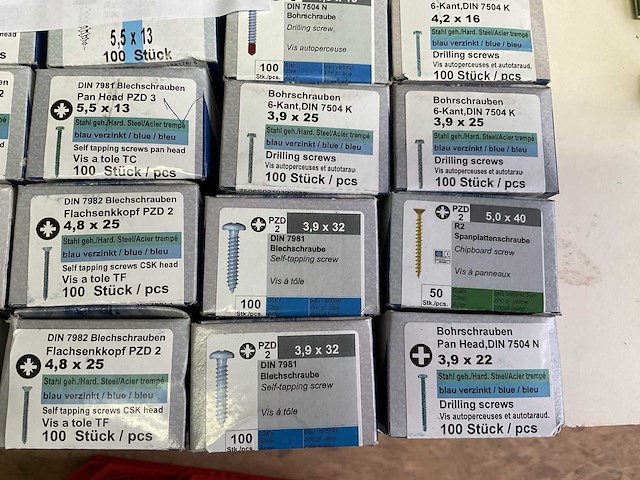 5,5 x 13
100 Stück
DIN 7504 N
Bohrschraube
Drilling screw
Vis autoperceuse
100
Stk./pcs
6-Kant, DIN 7504 K
4,2 x 16
Stahl geh./Hard. Steel/Acier trempé
blau verzinkt / blue / bleu
Drilling screws
Vis autoperceuses et autotaraud.
100 Stück / pcs
DIN 7981 Blechschrauben
Pan Head PZD 3
5,5 x 13
Stahl geh./Hard. Steel/Acier trempé
blau verzinkt / blue / bleu
Self tapping screws pan head
Vis a tole TC
100 Stück / pcs
Bohrschrauben
6-Kant,DIN 7504 K
3,9 x 25
Stahl geh./Hard. Steel/Acier trempé
blau verzinkt / blue / bleu
Drilling screws
Vis autoperceuses et autotaraud.
100 Stück / pcs
Bohrschrauben
6-Kant,DIN 7504 K
3,9 x 25
Stahl geh./Hard. Steel/Acier trempé
blau verzinkt / blue / bleu
Drilling screws
Vis autoperceuses et autotaraud.
100 Stück / pcs
DIN 7982 Blechschrauben
Flachsenkkopf PZD 2
4,8 x 25
Stahl geh./Hard. Steel/Acier trempé
blau verzinkt / blue / bleu
Self tapping screws CSK head
Vis a tole TF
100 Stück / pcs
PZD
2
3,9 x 32
DIN 7981
Blechschraube
Self-tapping screw
Vis à tôle
100
Stk./pcs
PZD
2
5,0 x 40
R2
Spanplattenschraube
Chipboard screw
Vis à panneaux
50
Stk./pcs.
DIN 7982 Blechschrauben
Flachsenkkopf PZD 2
4,8 x 25
Stahl geh./Hard. Steel/Acier trempé
blau verzinkt / blue / bleu
Self tapping screws CSK head
Vis a tole TF
100 Stück / pcs
PZD
2
3,9 x 32
DIN 7981
Blechschraube
Self-tapping screw
Vis à tôle
100
Bohrschrauben
Pan Head,DIN 7504 N
3,9 x 22
Stahl geh./Hard. Steel/Acier trempé
blau verzinkt / blue / bleu
Drilling screws
Vis autoperceuses et autotaraud.
100 Stück / pcs